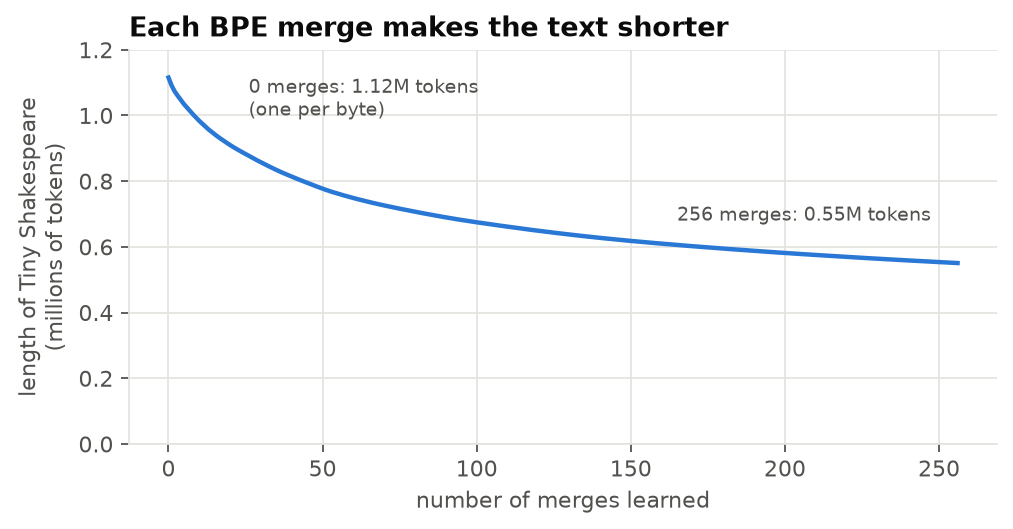 Each BPE merge makes the text shorter
length of Tiny Shakespeare
(millions of tokens)
1.2
1.0
0.8
0.6
0.4
0.2
0.0
0 merges: 1.12M tokens
(one per byte)
256 merges: 0.55M tokens
0 50 100 150 200 250
number of merges learned